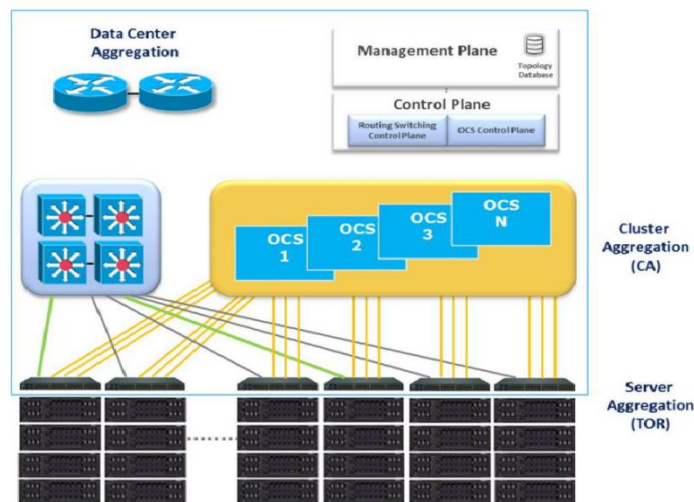 Data Center
Aggregation
Management Plane
Topology
Database
Control Plane
Routing Switching
Control Plane
OCS Control Plane
OCS
1
OCS
2
OCS
3
OCS
N
Cluster
Aggregation
(CA)
Server
Aggregation
(TOR)